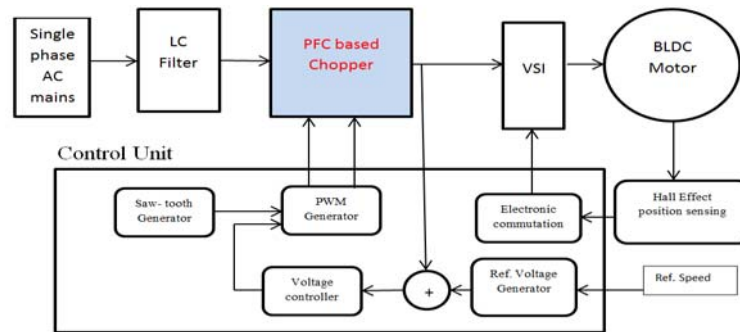 Single
phase
AC
mains
LC
Filter
PFC based
Chopper
VSI
BLDC
Motor
Control Unit
Saw- tooth
Generator
PWM
Generator
Electronic
commutation
Hall Effect
position sensing
Voltage
controller
+
Ref. Voltage
Generator
Ref. Speed